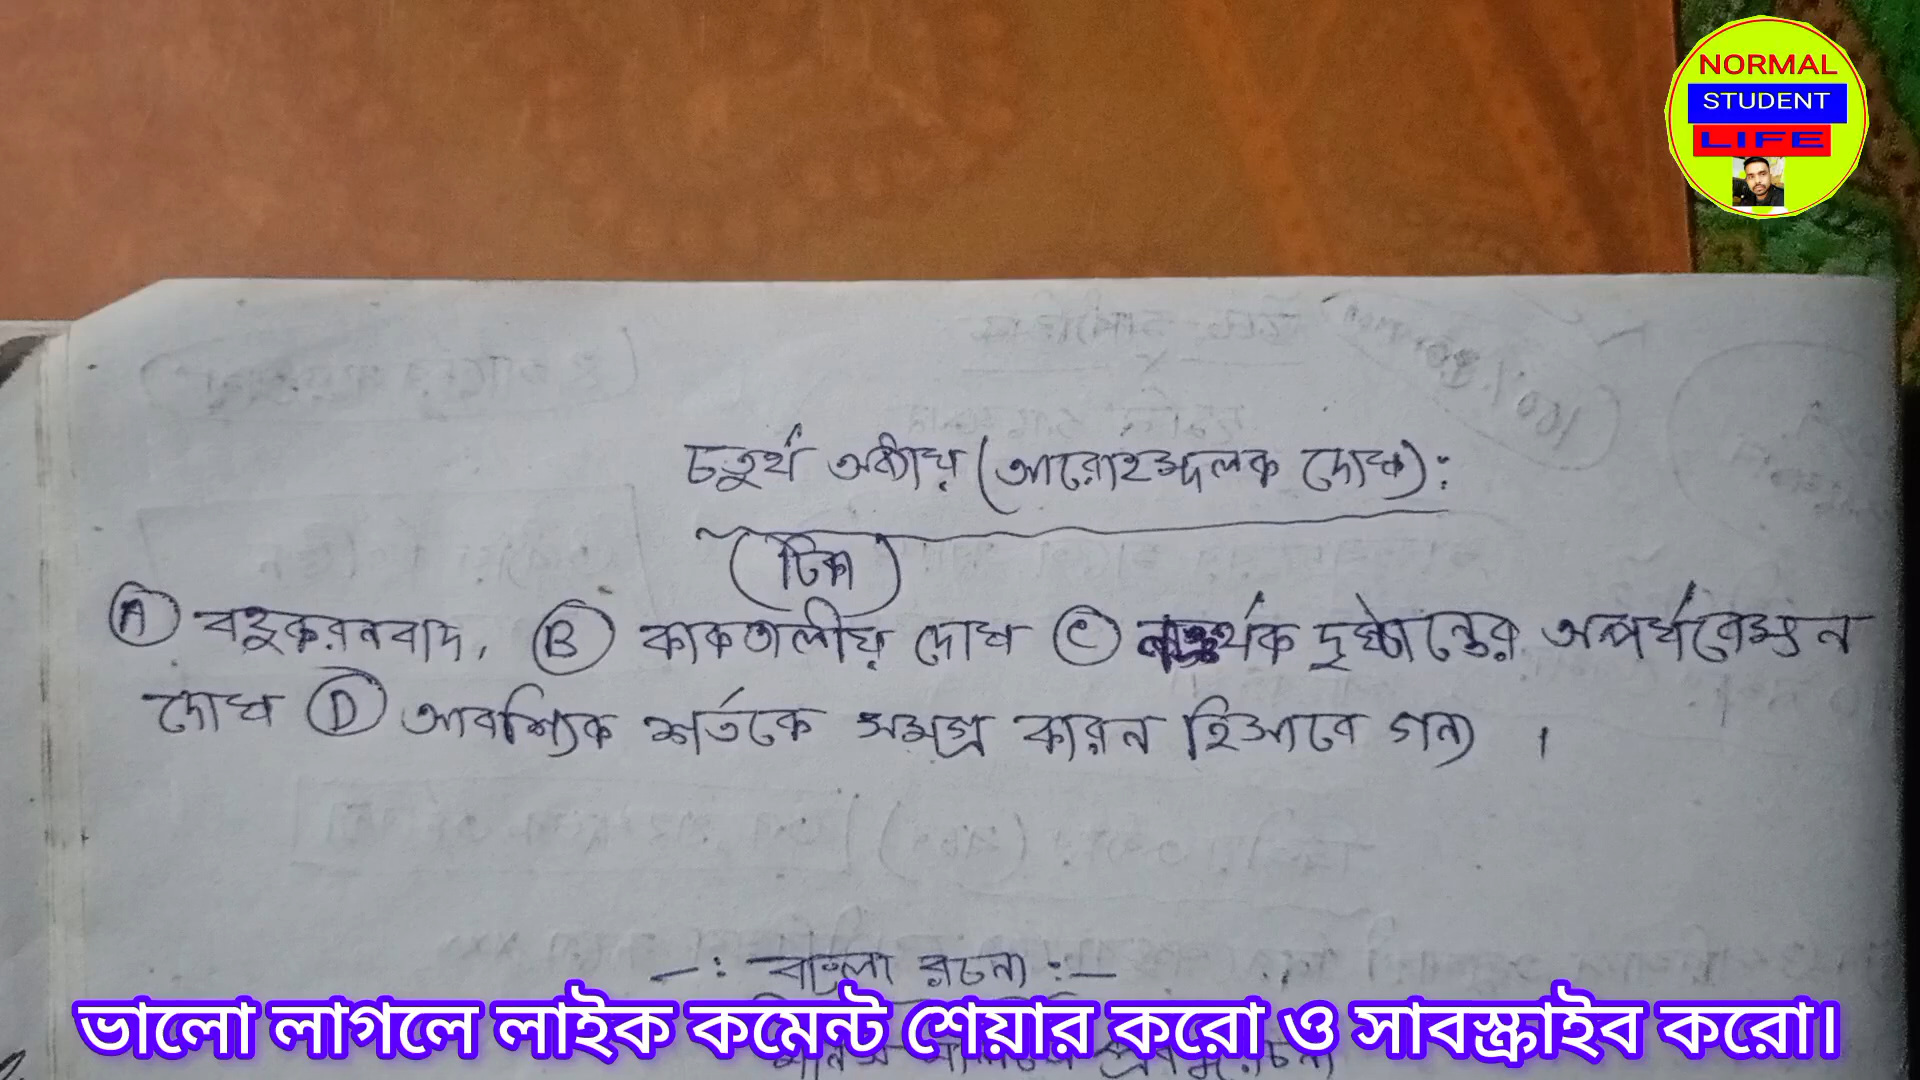 NORMAL
STUDENT
LIFE
চতুর্থ অধ্যায় (আরোহমূলক দোষ):
(টিকা)
Ⓐ বহুকারনবাদ, Ⓑ কাকতালীয় দোষ Ⓒ নঞর্থক দৃষ্টান্তের অপর্যবেক্ষন
দোষ Ⓓ আবশ্যিক শর্তকে সমগ্র কারন হিসাবে গন্য ।
—: বাংলা রচনা :—
ভালো লাগলে লাইক কমেন্ট শেয়ার করো ও সাবস্ক্রাইব করো।